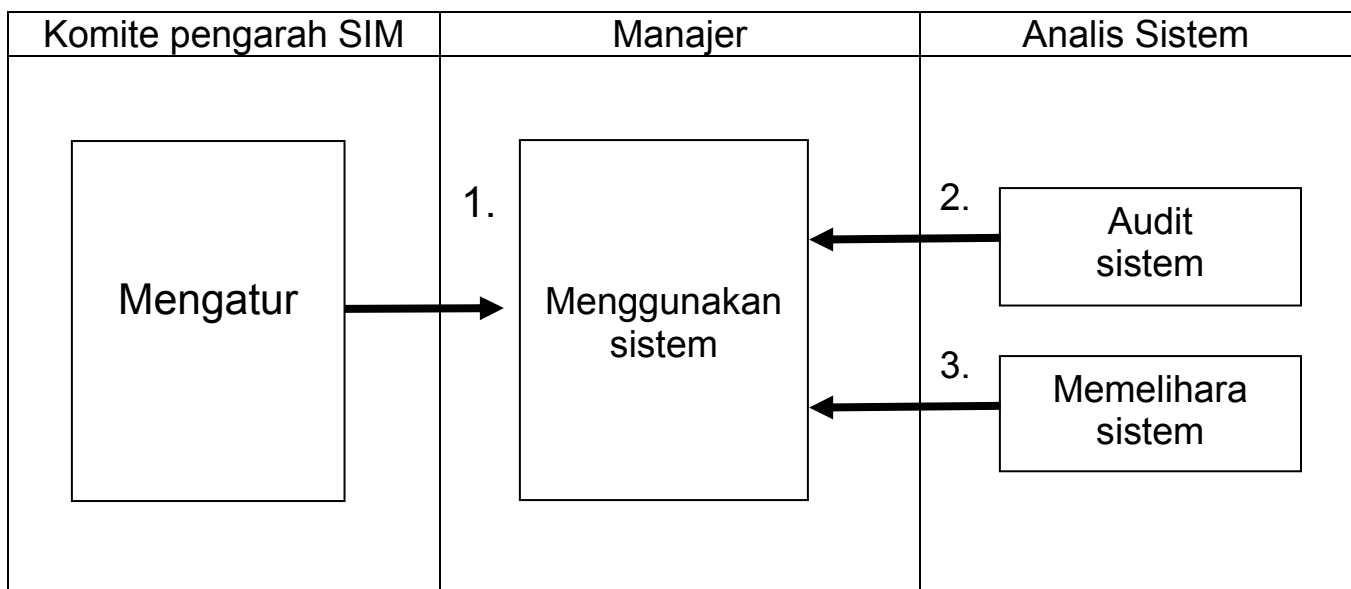 Komite pengarah SIM
Manajer
Analis Sistem
Mengatur
1.
Menggunakan
sistem
2.
Audit
sistem
3.
Memelihara
sistem